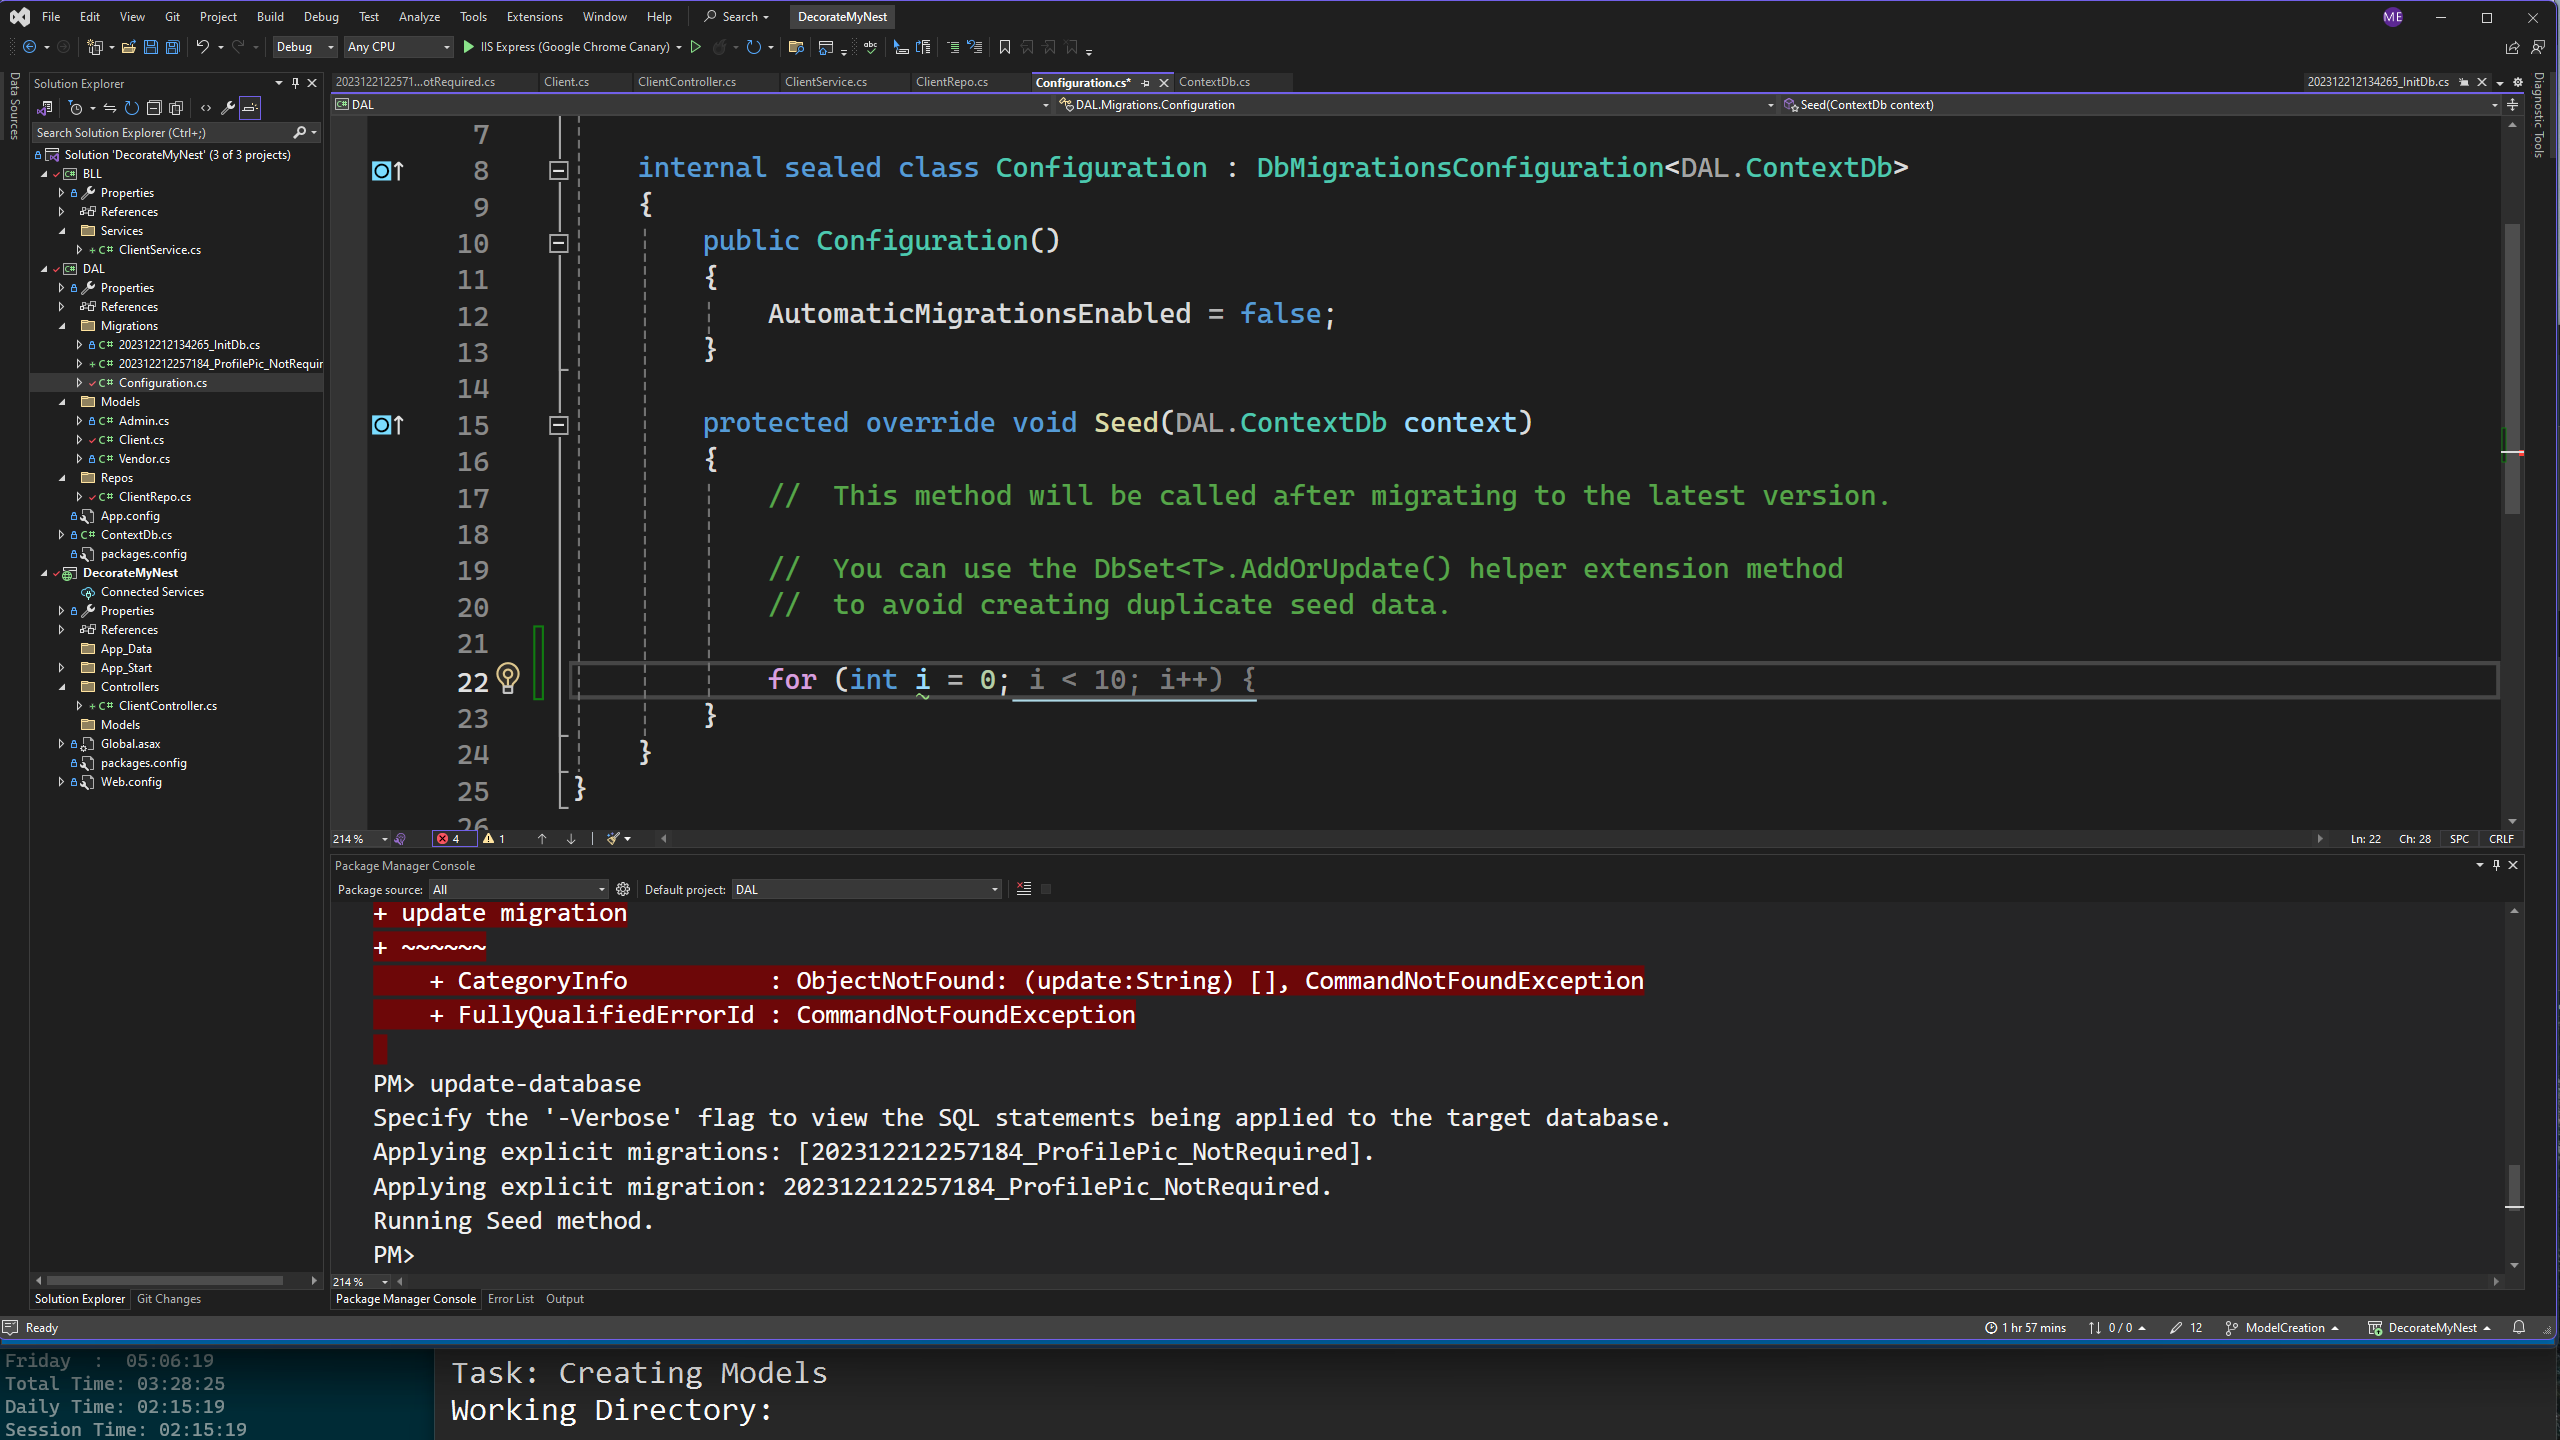 File Edit View Git Project Build Debug Test Analyze Tools Extensions Window Help Search DecorateMyNest ME
Debug Any CPU IIS Express (Google Chrome Canary)
Data Sources
Solution Explorer
Search Solution Explorer (Ctrl+;)
Solution 'DecorateMyNest' (3 of 3 projects)
BLL
Properties
References
Services
C# ClientService.cs
DAL
Properties
References
Migrations
C# 202312212134265_InitDb.cs
C# 202312212257184_ProfilePic_NotRequir
C# Configuration.cs
Models
C# Admin.cs
C# Client.cs
C# Vendor.cs
Repos
C# ClientRepo.cs
App.config
C# ContextDb.cs
packages.config
DecorateMyNest
Connected Services
Properties
References
App_Data
App_Start
Controllers
C# ClientController.cs
Models
Global.asax
packages.config
Web.config
Solution Explorer Git Changes
2023122122571...otRequired.cs Client.cs ClientController.cs ClientService.cs ClientRepo.cs Configuration.cs* ContextDb.cs 202312212134265_InitDb.cs
DAL DAL.Migrations.Configuration Seed(ContextDb context)
Diagnostic Tools
7
8 internal sealed class Configuration : DbMigrationsConfiguration<DAL.ContextDb>
9 {
10 public Configuration()
11 {
12 AutomaticMigrationsEnabled = false;
13 }
14
15 protected override void Seed(DAL.ContextDb context)
16 {
17 //  This method will be called after migrating to the latest version.
18
19 //  You can use the DbSet<T>.AddOrUpdate() helper extension method
20 //  to avoid creating duplicate seed data.
21
22 for (int i = 0; i < 10; i++) {
23 }
24 }
25 }
26
214 % 4 1 Ln: 22 Ch: 28 SPC CRLF
Package Manager Console
Package source: All Default project: DAL
+ update migration
+ ~~~~~~
+ CategoryInfo          : ObjectNotFound: (update:String) [], CommandNotFoundException
+ FullyQualifiedErrorId : CommandNotFoundException
PM> update-database
Specify the '-Verbose' flag to view the SQL statements being applied to the target database.
Applying explicit migrations: [202312212257184_ProfilePic_NotRequired].
Applying explicit migration: 202312212257184_ProfilePic_NotRequired.
Running Seed method.
PM>
214 %
Package Manager Console Error List Output
Ready 1 hr 57 mins 0 / 0 12 ModelCreation DecorateMyNest
Friday  :  05:06:19
Total Time: 03:28:25
Daily Time: 02:15:19
Session Time: 02:15:19
Task: Creating Models
Working Directory: